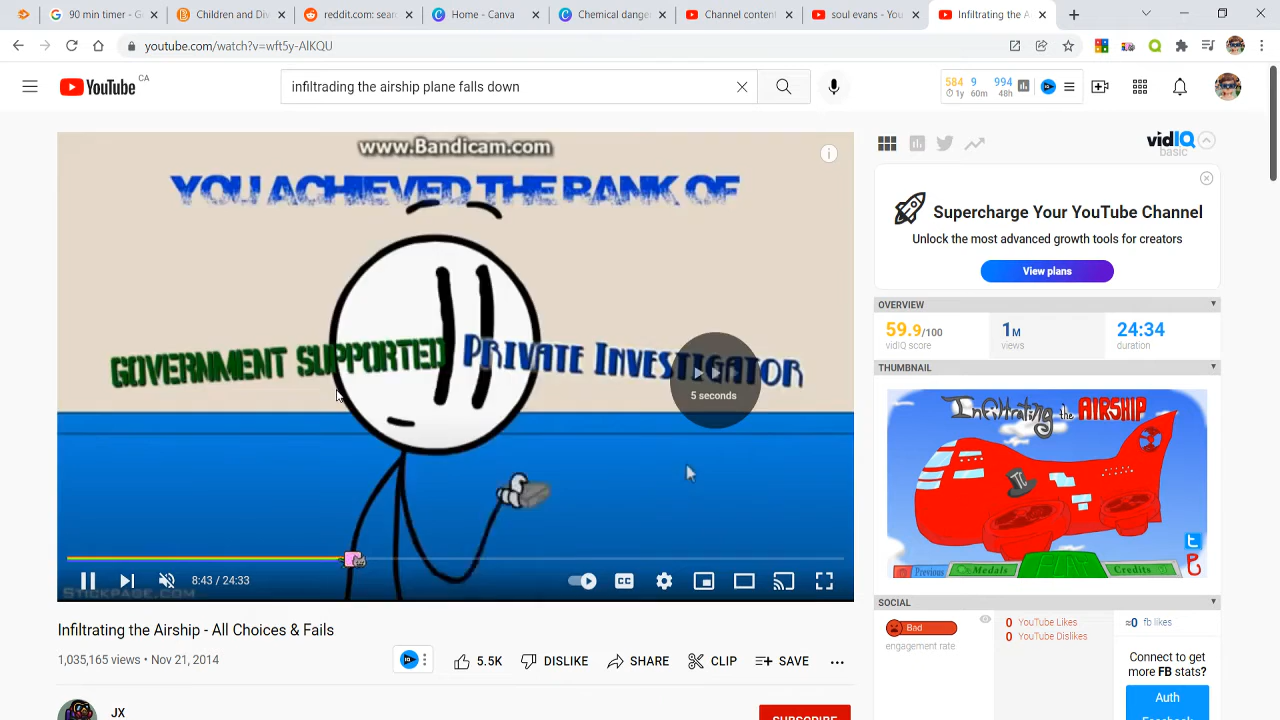 90 min timer - G
Children and Div
reddit.com: sear
Home - Canva
Chemical dange
Channel content
soul evans - You
Infiltrating the A
youtube.com/watch?v=wft5y-AIKQU
YouTube CA
infiltrading the airship plane falls down
584 9 994
1y 60m 48h
www.Bandicam.com
YOU ACHIEVED THE RANK OF
GOVERNMENT SUPPORTED PRIVATE INVESTIGATOR
5 seconds
8:43 / 24:33
CC
STICKPAGE.COM
Infiltrating the Airship - All Choices & Fails
1,035,165 views • Nov 21, 2014
5.5K DISLIKE SHARE CLIP SAVE
JX
SUBSCRIBE
vidIQ
basic
Supercharge Your YouTube Channel
Unlock the most advanced growth tools for creators
View plans
OVERVIEW
59.9/100 1M 24:34
vidIQ score views duration
THUMBNAIL
Infiltrating the AIRSHIP
Previous Medals Credits
SOCIAL
Bad
engagement rate
0 YouTube Likes
0 YouTube Dislikes
≈0 fb likes
Connect to get
more FB stats?
Auth
Facebook